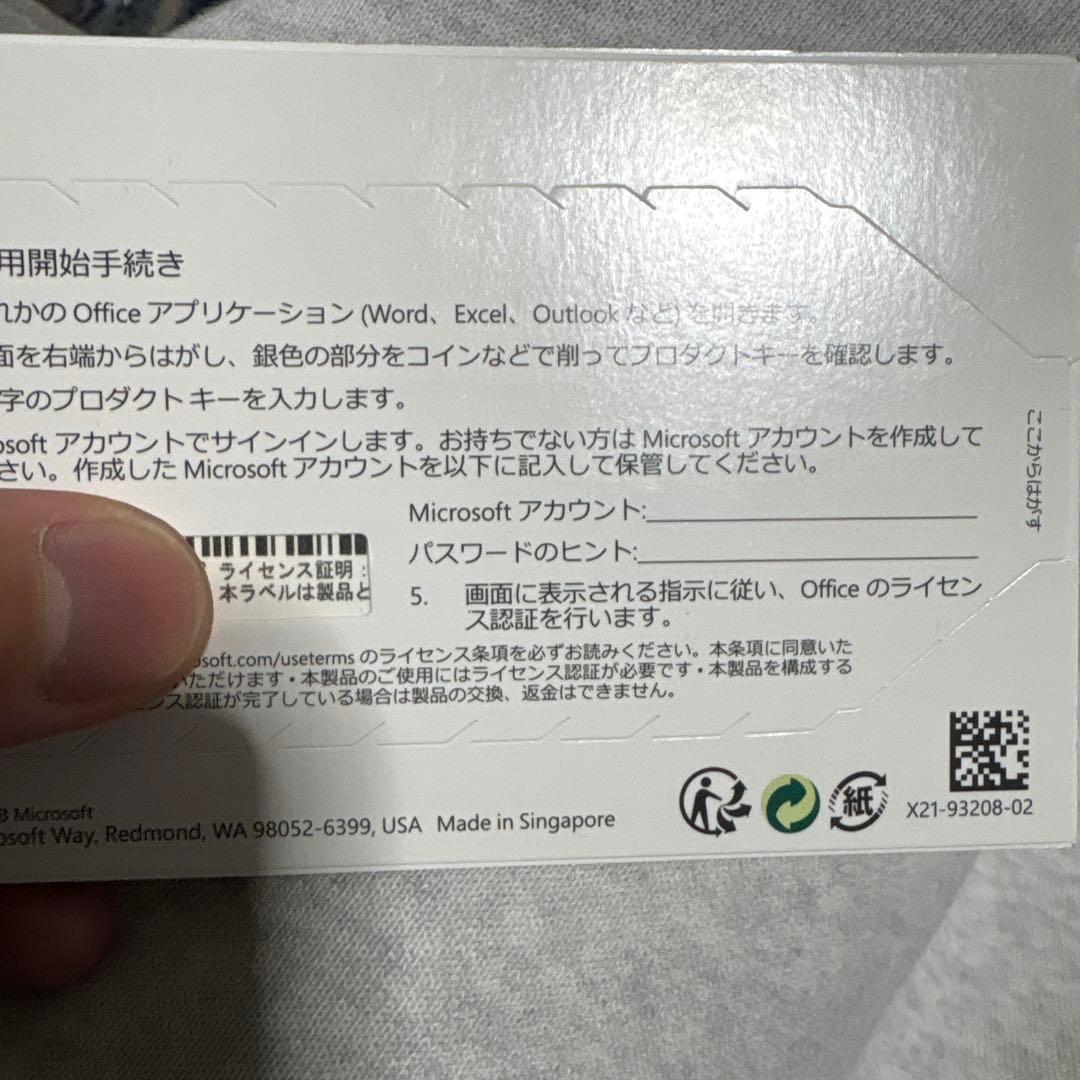 用開始手続き
れかの Office アプリケーション (Word、Excel、Outlook など) を開きます。
面を右端からはがし、銀色の部分をコインなどで削ってプロダクトキーを確認します。
字のプロダクト キーを入力します。
osoft アカウントでサインインします。お持ちでない方は Microsoft アカウントを作成して
さい。作成した Microsoft アカウントを以下に記入して保管してください。
Microsoft アカウント:
パスワードのヒント:
ライセンス証明:
本ラベルは製品と
5. 画面に表示される指示に従い、Office のライセン
ス認証を行います。
osoft.com/useterms のライセンス条項を必ずお読みください。本条項に同意いた
いただけます・本製品のご使用にはライセンス認証が必要です・本製品を構成する
ンス認証が完了している場合は製品の交換、返金はできません。
ここからはがす
3 Microsoft
osoft Way, Redmond, WA 98052-6399, USA Made in Singapore
紙
X21-93208-02